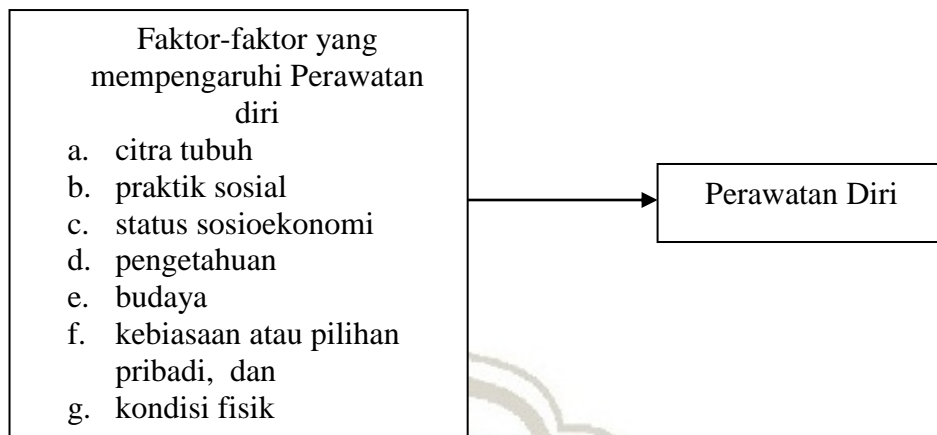 Faktor-faktor yang
mempengaruhi Perawatan
diri
a. citra tubuh
b. praktik sosial
c. status sosioekonomi
d. pengetahuan
e. budaya
f. kebiasaan atau pilihan
pribadi, dan
g. kondisi fisik
Perawatan Diri